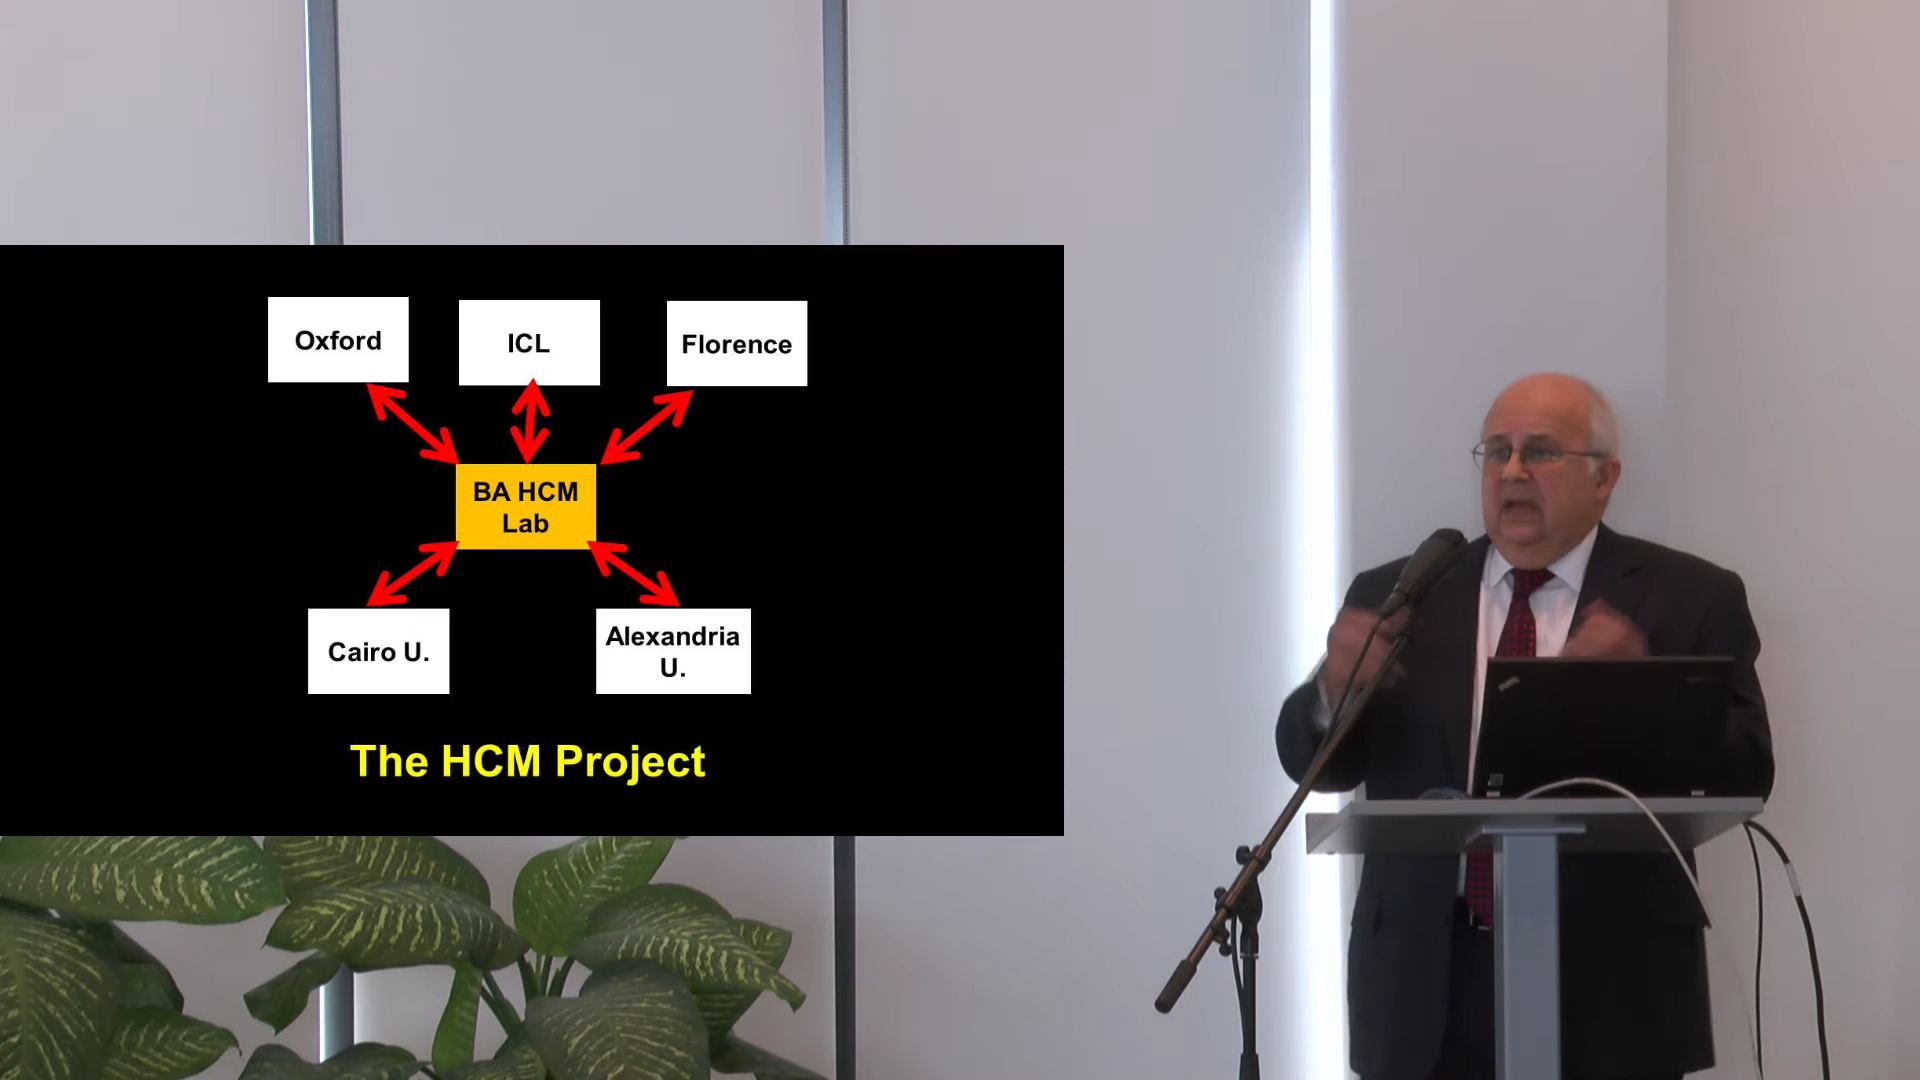 Oxford
ICL
Florence
BA HCM
Lab
Cairo U.
Alexandria
U.
The HCM Project